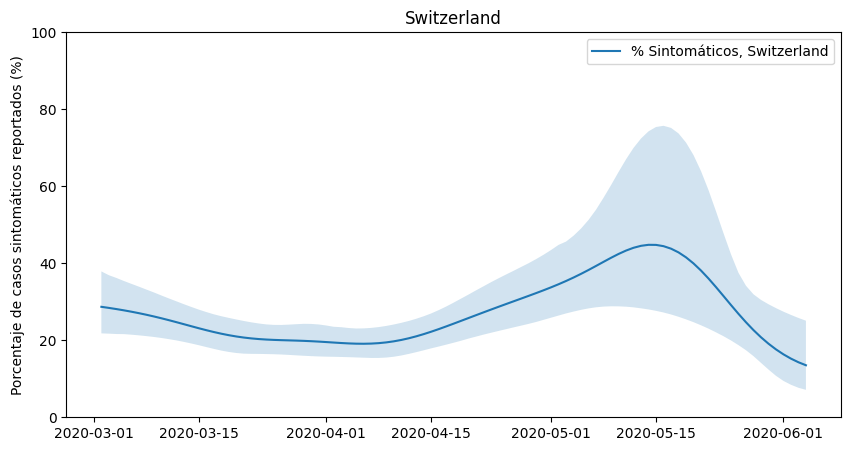 Switzerland
Porcentaje de casos sintomáticos reportados (%)
100
80
60
40
20
0
% Sintomáticos, Switzerland
2020-03-01 2020-03-15 2020-04-01 2020-04-15 2020-05-01 2020-05-15 2020-06-01